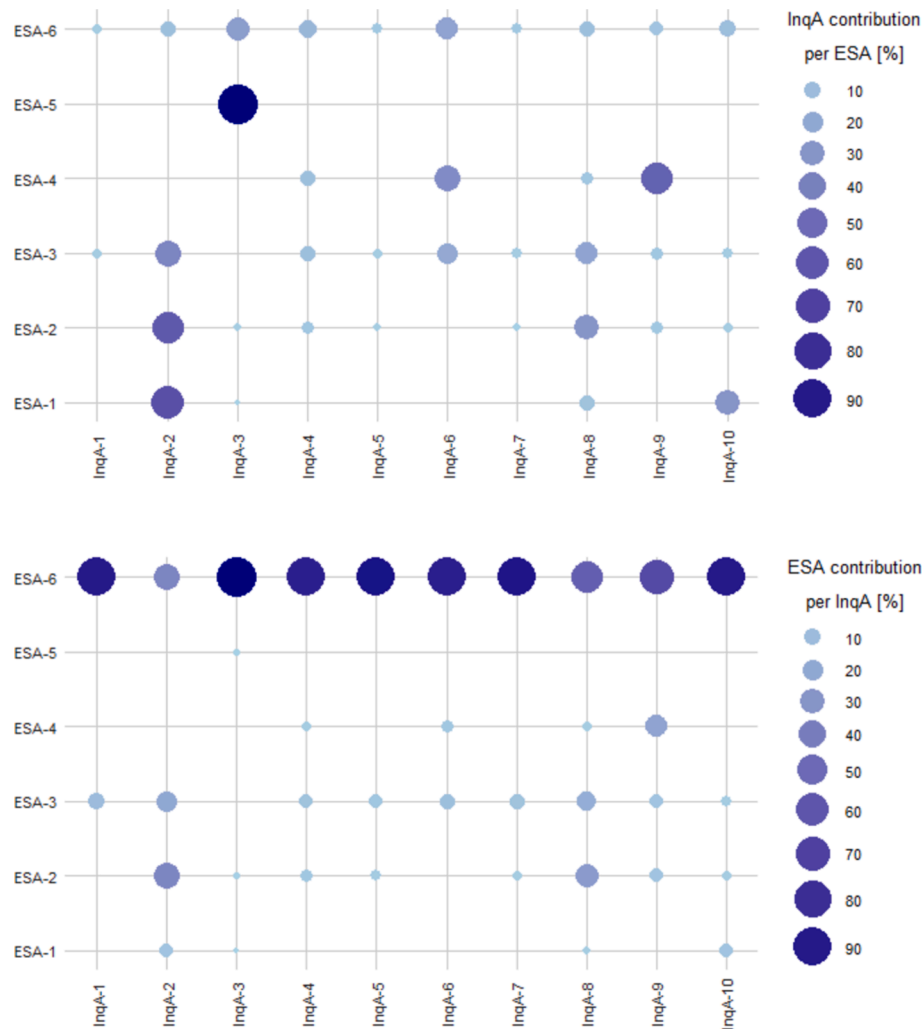 InqA contribution
per ESA [%]
ESA-6
ESA-5
ESA-4
ESA-3
ESA-2
ESA-1
10
20
30
40
50
60
70
80
90
InqA-1
InqA-2
InqA-3
InqA-4
InqA-5
InqA-6
InqA-7
InqA-8
InqA-9
InqA-10
ESA contribution
per InqA [%]
ESA-6
ESA-5
ESA-4
ESA-3
ESA-2
ESA-1
10
20
30
40
50
60
70
80
90
InqA-1
InqA-2
InqA-3
InqA-4
InqA-5
InqA-6
InqA-7
InqA-8
InqA-9
InqA-10